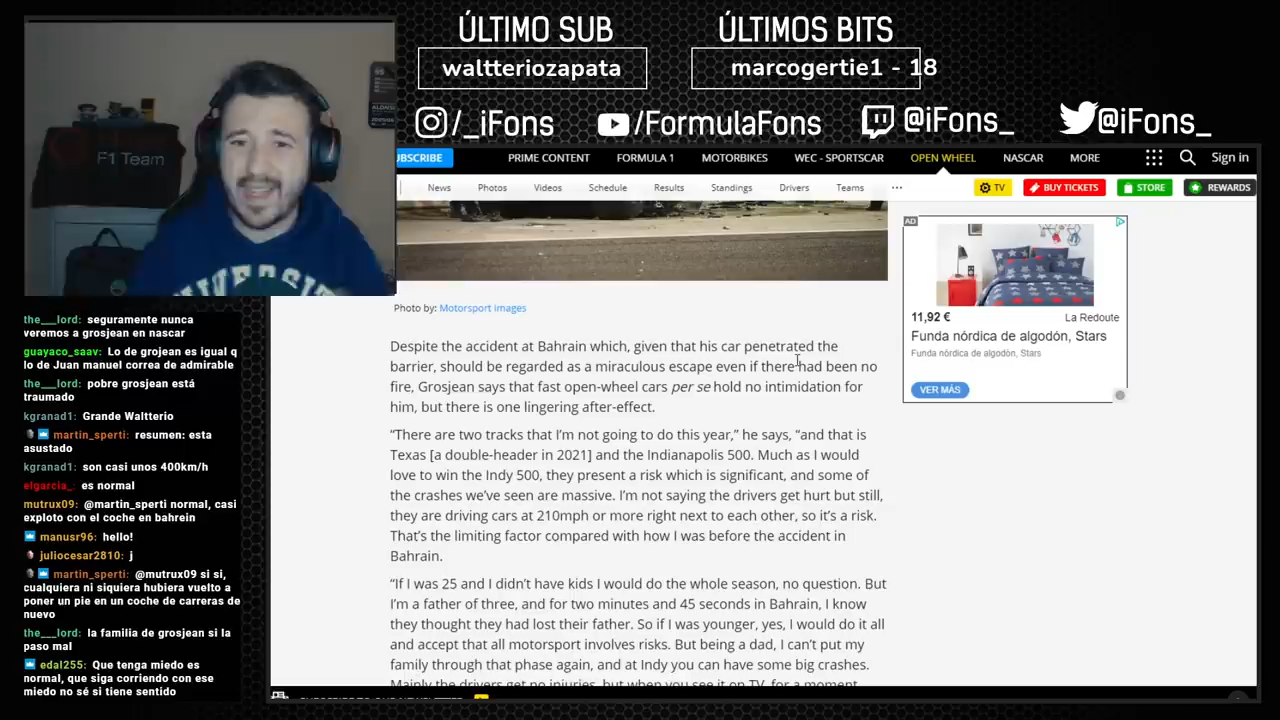 ÚLTIMO SUB
waltteriozapata
ÚLTIMOS BITS
marcogertie1 - 18
/_iFons
/FormulaFons
@iFons_
@iFons_
F1 Team
UBSCRIBE
PRIME CONTENT
FORMULA 1
MOTORBIKES
WEC - SPORTSCAR
OPEN WHEEL
NASCAR
MORE
Sign in
News
Photos
Videos
Schedule
Results
Standings
Drivers
Teams
...
TV
BUY TICKETS
STORE
REWARDS
Photo by: Motorsport Images
Despite the accident at Bahrain which, given that his car penetrated the
barrier, should be regarded as a miraculous escape even if there had been no
fire, Grosjean says that fast open-wheel cars per se hold no intimidation for
him, but there is one lingering after-effect.
“There are two tracks that I’m not going to do this year,” he says, “and that is
Texas [a double-header in 2021] and the Indianapolis 500. Much as I would
love to win the Indy 500, they present a risk which is significant, and some of
the crashes we’ve seen are massive. I’m not saying the drivers get hurt but still,
they are driving cars at 210mph or more right next to each other, so it’s a risk.
That’s the limiting factor compared with how I was before the accident in
Bahrain.
“If I was 25 and I didn’t have kids I would do the whole season, no question. But
I’m a father of three, and for two minutes and 45 seconds in Bahrain, I know
they thought they had lost their father. So if I was younger, yes, I would do it all
and accept that all motorsport involves risks. But being a dad, I can’t put my
family through that phase again, and at Indy you can have some big crashes.
Mainly the drivers get no injuries, but when you see it on TV, for a moment
AD
11,92 €
La Redoute
Funda nórdica de algodón, Stars
Funda nórdica de algodón, Stars
VER MÁS
the___lord: seguramente nunca
veremos a grosjean en nascar
guayaco_saav: Lo de grojean es igual q
lo de Juan manuel correa de admirable
the___lord: pobre grosjean está
traumado
kgranad1: Grande Waltterio
martin_sperti: resumen: esta
asustado
kgranad1: son casi unos 400km/h
elgarcia_: es normal
mutrux09: @martin_sperti normal, casi
exploto con el coche en bahrein
manusr96: hello!
juliocesar2810: j
martin_sperti: @mutrux09 si si,
cualquiera ni siquiera hubiera vuelto a
poner un pie en un coche de carreras de
nuevo
the___lord: la familia de grosjean si la
paso mal
edal255: Que tenga miedo es
normal, que siga corriendo con ese
miedo no sé si tiene sentido